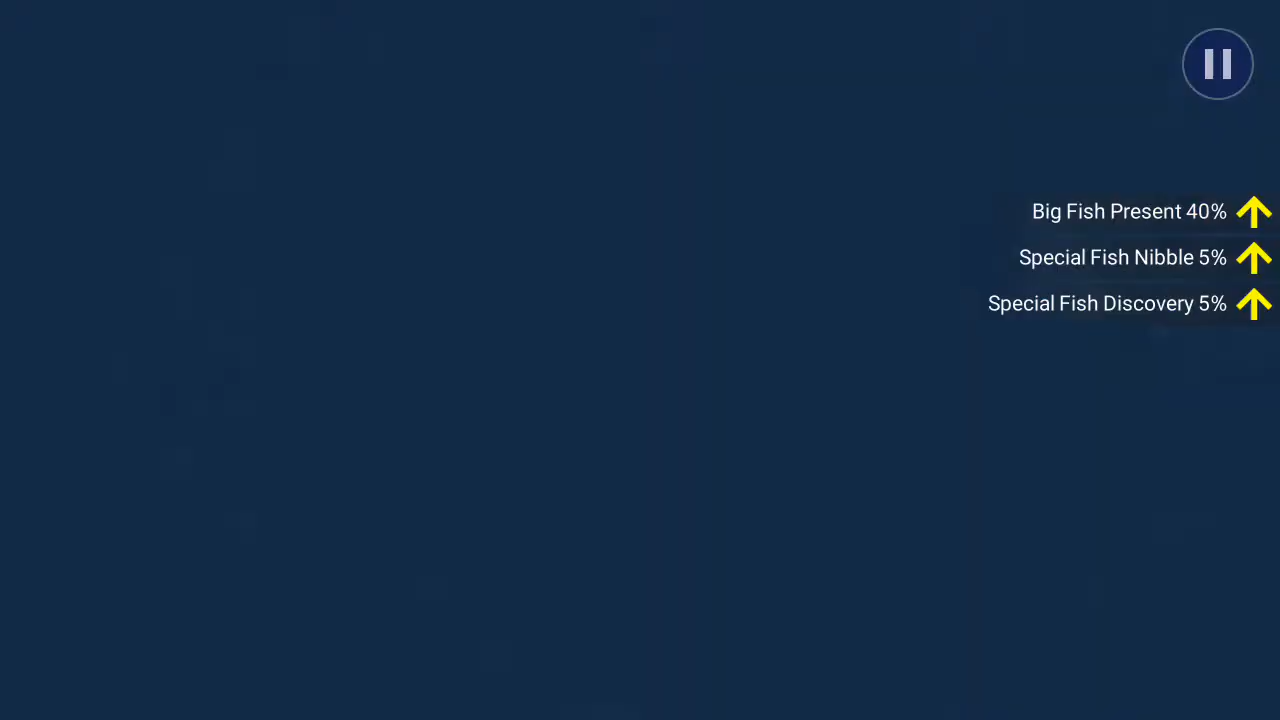 Big Fish Present 40%
Special Fish Nibble 5%
Special Fish Discovery 5%